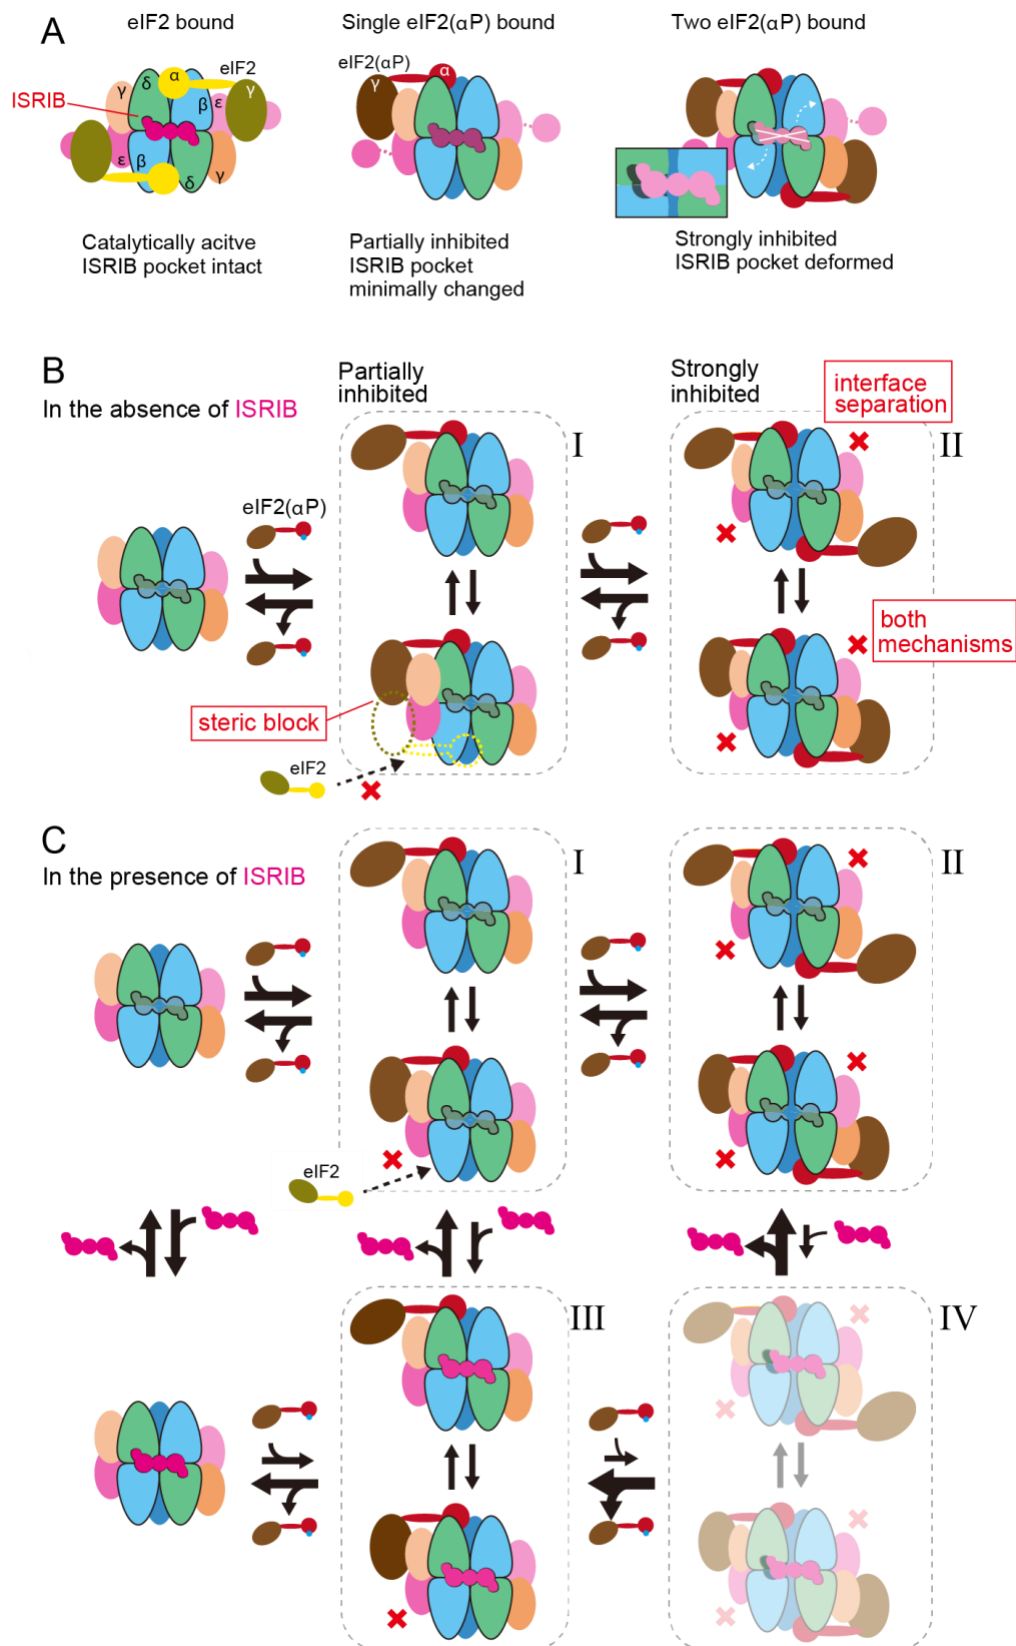 A
eIF2 bound
Single eIF2(αP) bound
Two eIF2(αP) bound
eIF2
eIF2(αP)
α
γ
δ
α
γ
γ
ISRIB
β
ε
ε
β
δ
γ
Catalytically acitve
ISRIB pocket intact
Partially inhibited
ISRIB pocket
minimally changed
Strongly inhibited
ISRIB pocket deformed
B
In the absence of ISRIB
Partially
inhibited
Strongly
inhibited
interface
separation
I
II
eIF2(αP)
both
mechanisms
steric block
eIF2
C
In the presence of ISRIB
I
II
eIF2
III
IV